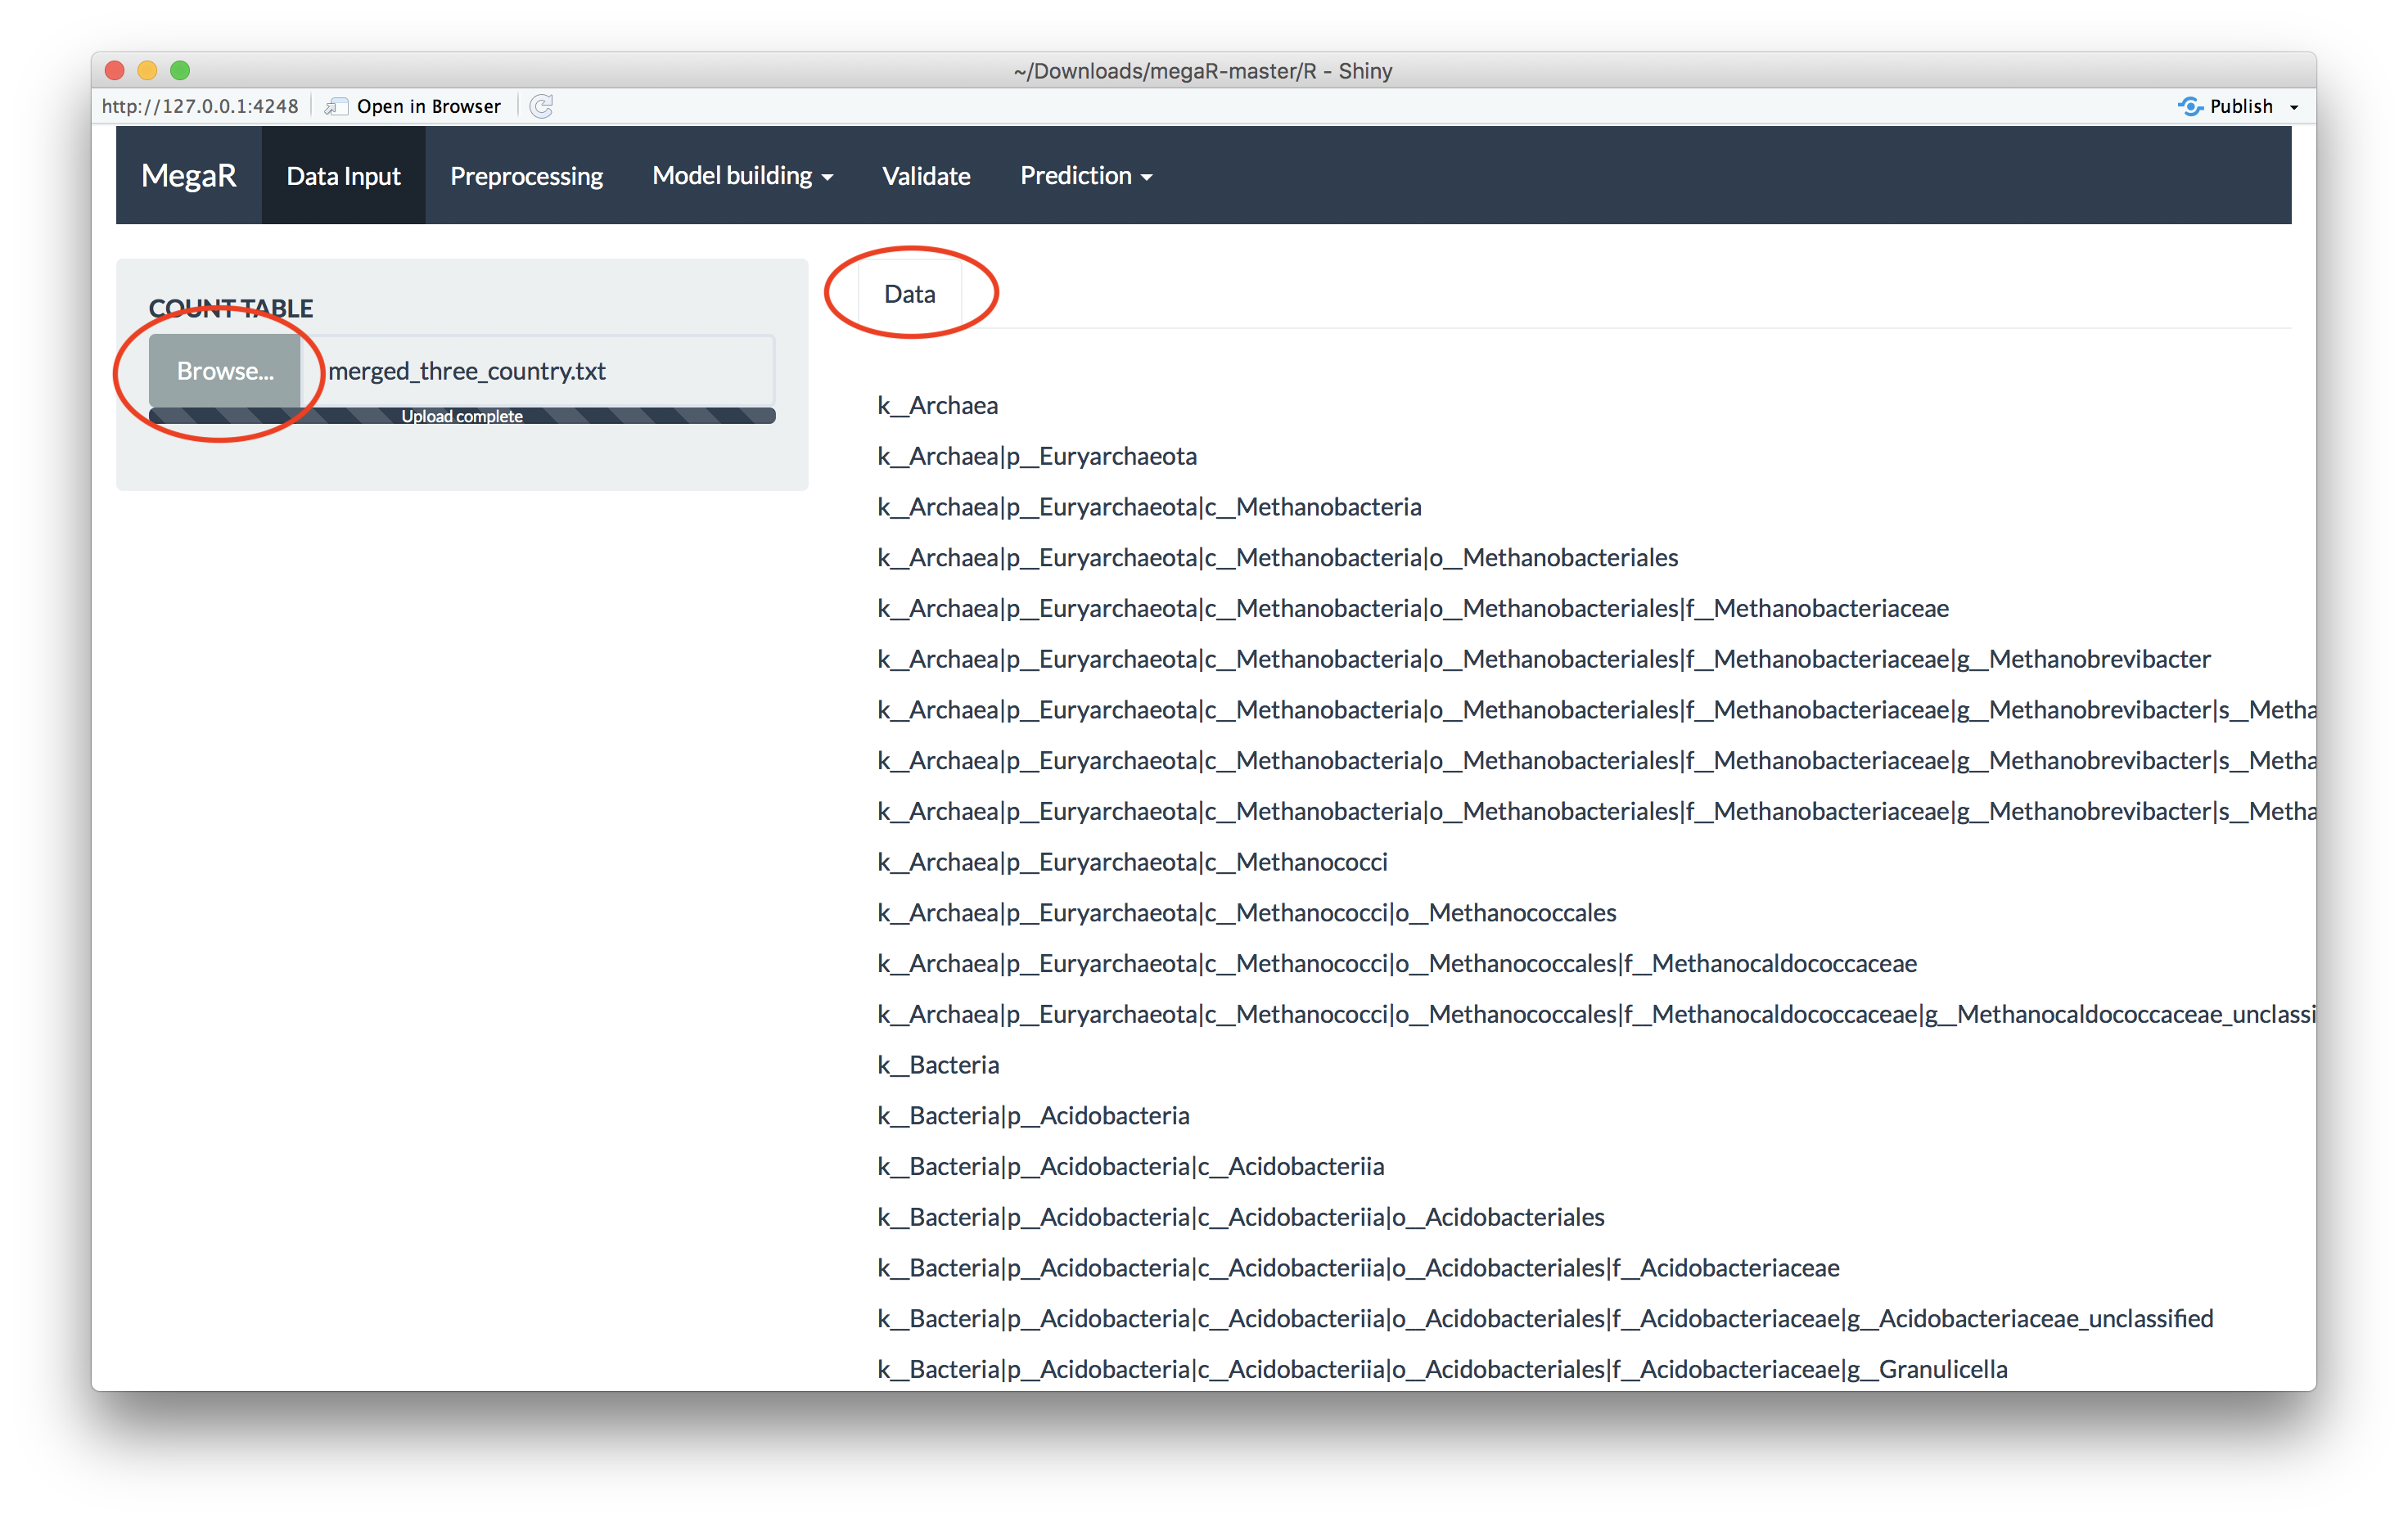 ~/Downloads/megaR-master/R - Shiny
http://127.0.0.1:4248 Open in Browser Publish
MegaR Data Input Preprocessing Model building Validate Prediction
COUNT TABLE
Browse... merged_three_country.txt
Upload complete
Data
k__Archaea
k__Archaea|p__Euryarchaeota
k__Archaea|p__Euryarchaeota|c__Methanobacteria
k__Archaea|p__Euryarchaeota|c__Methanobacteria|o__Methanobacteriales
k__Archaea|p__Euryarchaeota|c__Methanobacteria|o__Methanobacteriales|f__Methanobacteriaceae
k__Archaea|p__Euryarchaeota|c__Methanobacteria|o__Methanobacteriales|f__Methanobacteriaceae|g__Methanobrevibacter
k__Archaea|p__Euryarchaeota|c__Methanobacteria|o__Methanobacteriales|f__Methanobacteriaceae|g__Methanobrevibacter|s__Metha
k__Archaea|p__Euryarchaeota|c__Methanobacteria|o__Methanobacteriales|f__Methanobacteriaceae|g__Methanobrevibacter|s__Metha
k__Archaea|p__Euryarchaeota|c__Methanobacteria|o__Methanobacteriales|f__Methanobacteriaceae|g__Methanobrevibacter|s__Metha
k__Archaea|p__Euryarchaeota|c__Methanococci
k__Archaea|p__Euryarchaeota|c__Methanococci|o__Methanococcales
k__Archaea|p__Euryarchaeota|c__Methanococci|o__Methanococcales|f__Methanocaldococcaceae
k__Archaea|p__Euryarchaeota|c__Methanococci|o__Methanococcales|f__Methanocaldococcaceae|g__Methanocaldococcaceae_unclassi
k__Bacteria
k__Bacteria|p__Acidobacteria
k__Bacteria|p__Acidobacteria|c__Acidobacteriia
k__Bacteria|p__Acidobacteria|c__Acidobacteriia|o__Acidobacteriales
k__Bacteria|p__Acidobacteria|c__Acidobacteriia|o__Acidobacteriales|f__Acidobacteriaceae
k__Bacteria|p__Acidobacteria|c__Acidobacteriia|o__Acidobacteriales|f__Acidobacteriaceae|g__Acidobacteriaceae_unclassified
k__Bacteria|p__Acidobacteria|c__Acidobacteriia|o__Acidobacteriales|f__Acidobacteriaceae|g__Granulicella